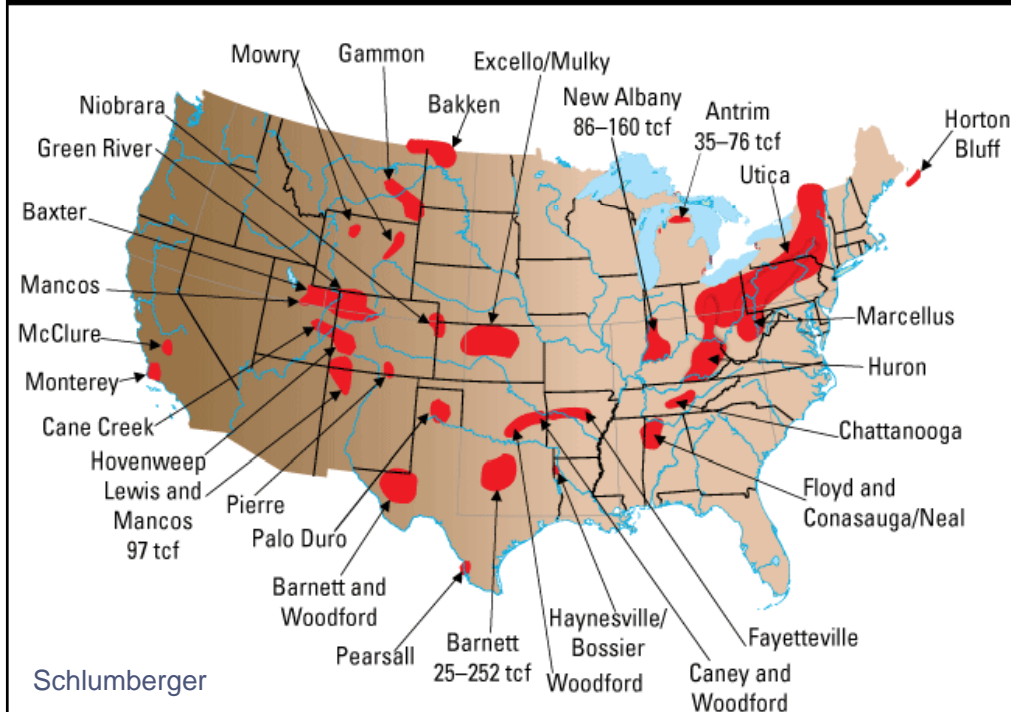 Mowry
Gammon
Excello/Mulky
Niobrara
Bakken
New Albany
86–160 tcf
Antrim
35–76 tcf
Horton
Bluff
Green River
Utica
Baxter
Mancos
McClure
Marcellus
Monterey
Huron
Cane Creek
Chattanooga
Hovenweep
Lewis and
Mancos
97 tcf
Pierre
Floyd and
Conasauga/Neal
Palo Duro
Barnett and
Woodford
Haynesville/
Bossier
Fayetteville
Pearsall
Barnett
25–252 tcf
Woodford
Caney and
Woodford
Schlumberger